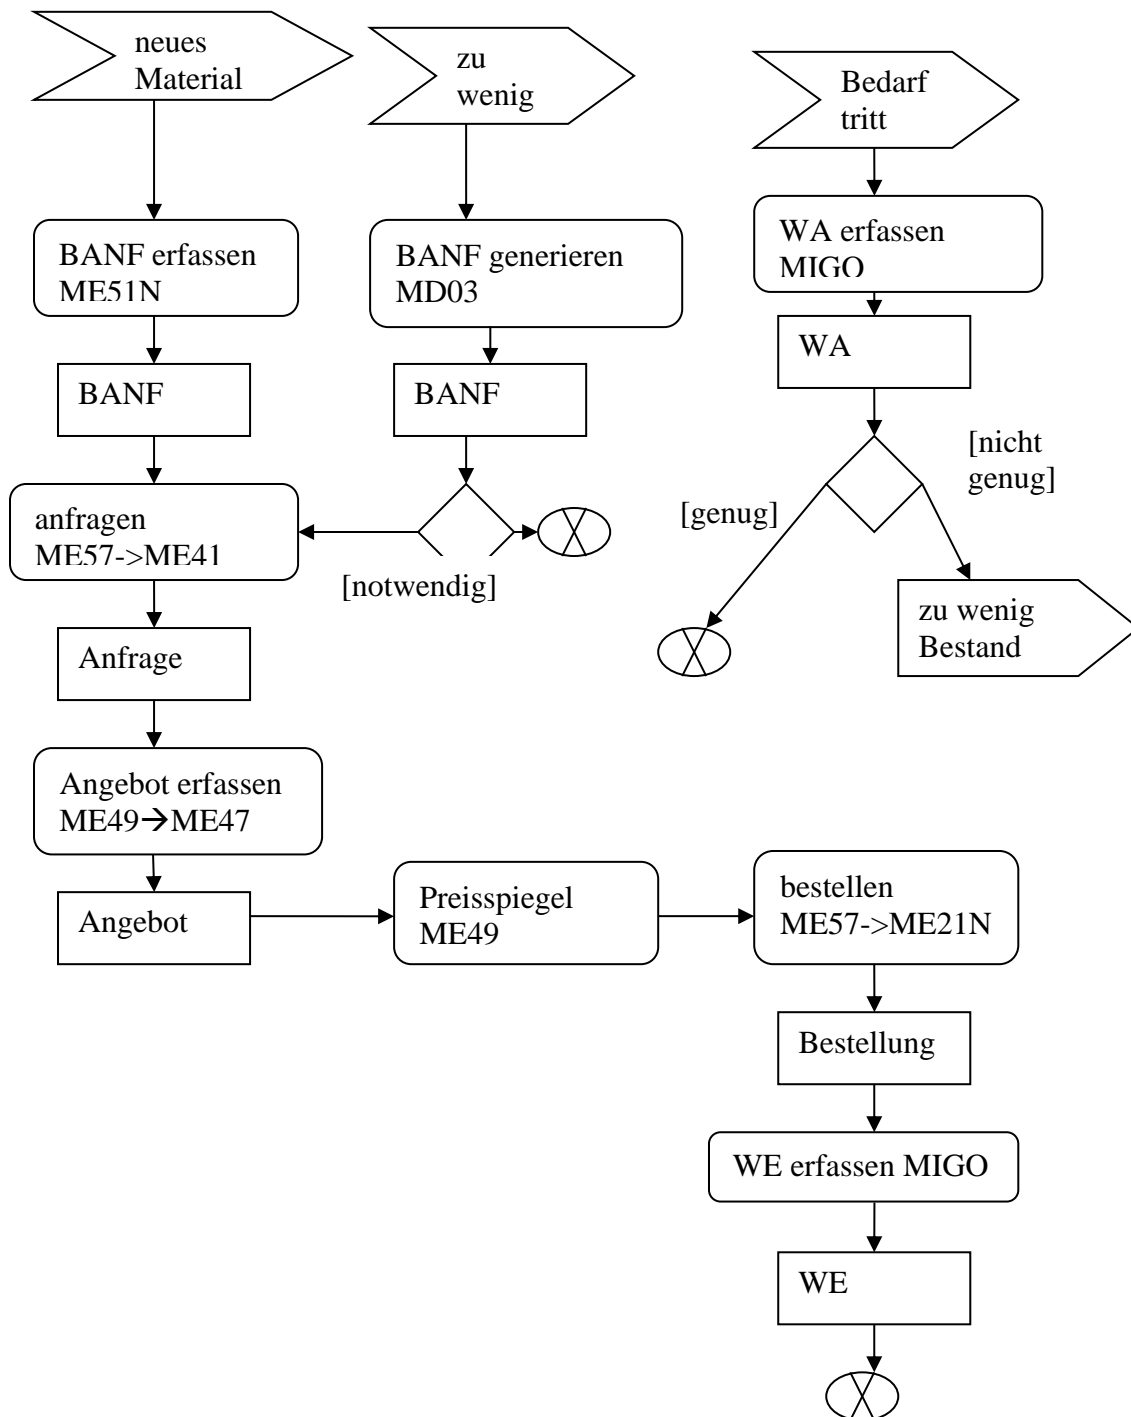 neues
Material
zu
wenig
Bedarf
tritt
BANF erfassen
ME51N
BANF generieren
MD03
WA erfassen
MIGO
BANF
BANF
WA
[genug]
[nicht
genug]
anfragen
ME57->ME41
[notwendig]
zu wenig
Bestand
Anfrage
Angebot erfassen
ME49→ME47
Angebot
Preisspiegel
ME49
bestellen
ME57->ME21N
Bestellung
WE erfassen MIGO
WE